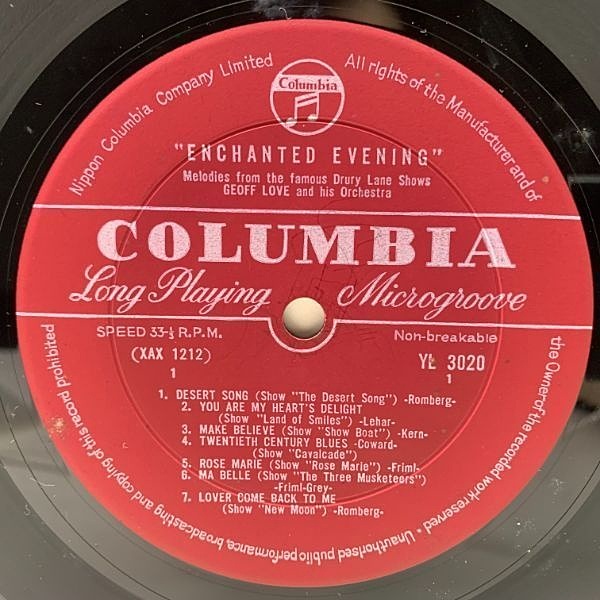 Nippon Columbia Company Limited
All rights of the Manufacturer and of the Owner of the recorded work reserved • Unauthorised public performance, broadcasting and copying of this record prohibited
Columbia
"ENCHANTED EVENING"
Melodies from the famous Drury Lane Shows
GEOFF LOVE and his Orchestra
COLUMBIA
Long Playing Microgroove
SPEED 33-⅓ R.P.M. Non-breakable
(XAX 1212) YL 3020
1 1
1. DESERT SONG (Show "The Desert Song") -Romberg-
2. YOU ARE MY HEART'S DELIGHT
(Show "Land of Smiles") -Lehar-
3. MAKE BELIEVE (Show "Show Boat") -Kern-
4. TWENTIETH CENTURY BLUES -Coward-
(Show "Cavalcade")
5. ROSE MARIE (Show "Rose Marie") -Friml-
6. MA BELLE (Show "The Three Musketeers")
-Friml-Grey-
7. LOVER COME BACK TO ME
(Show "New Moon") -Romberg-